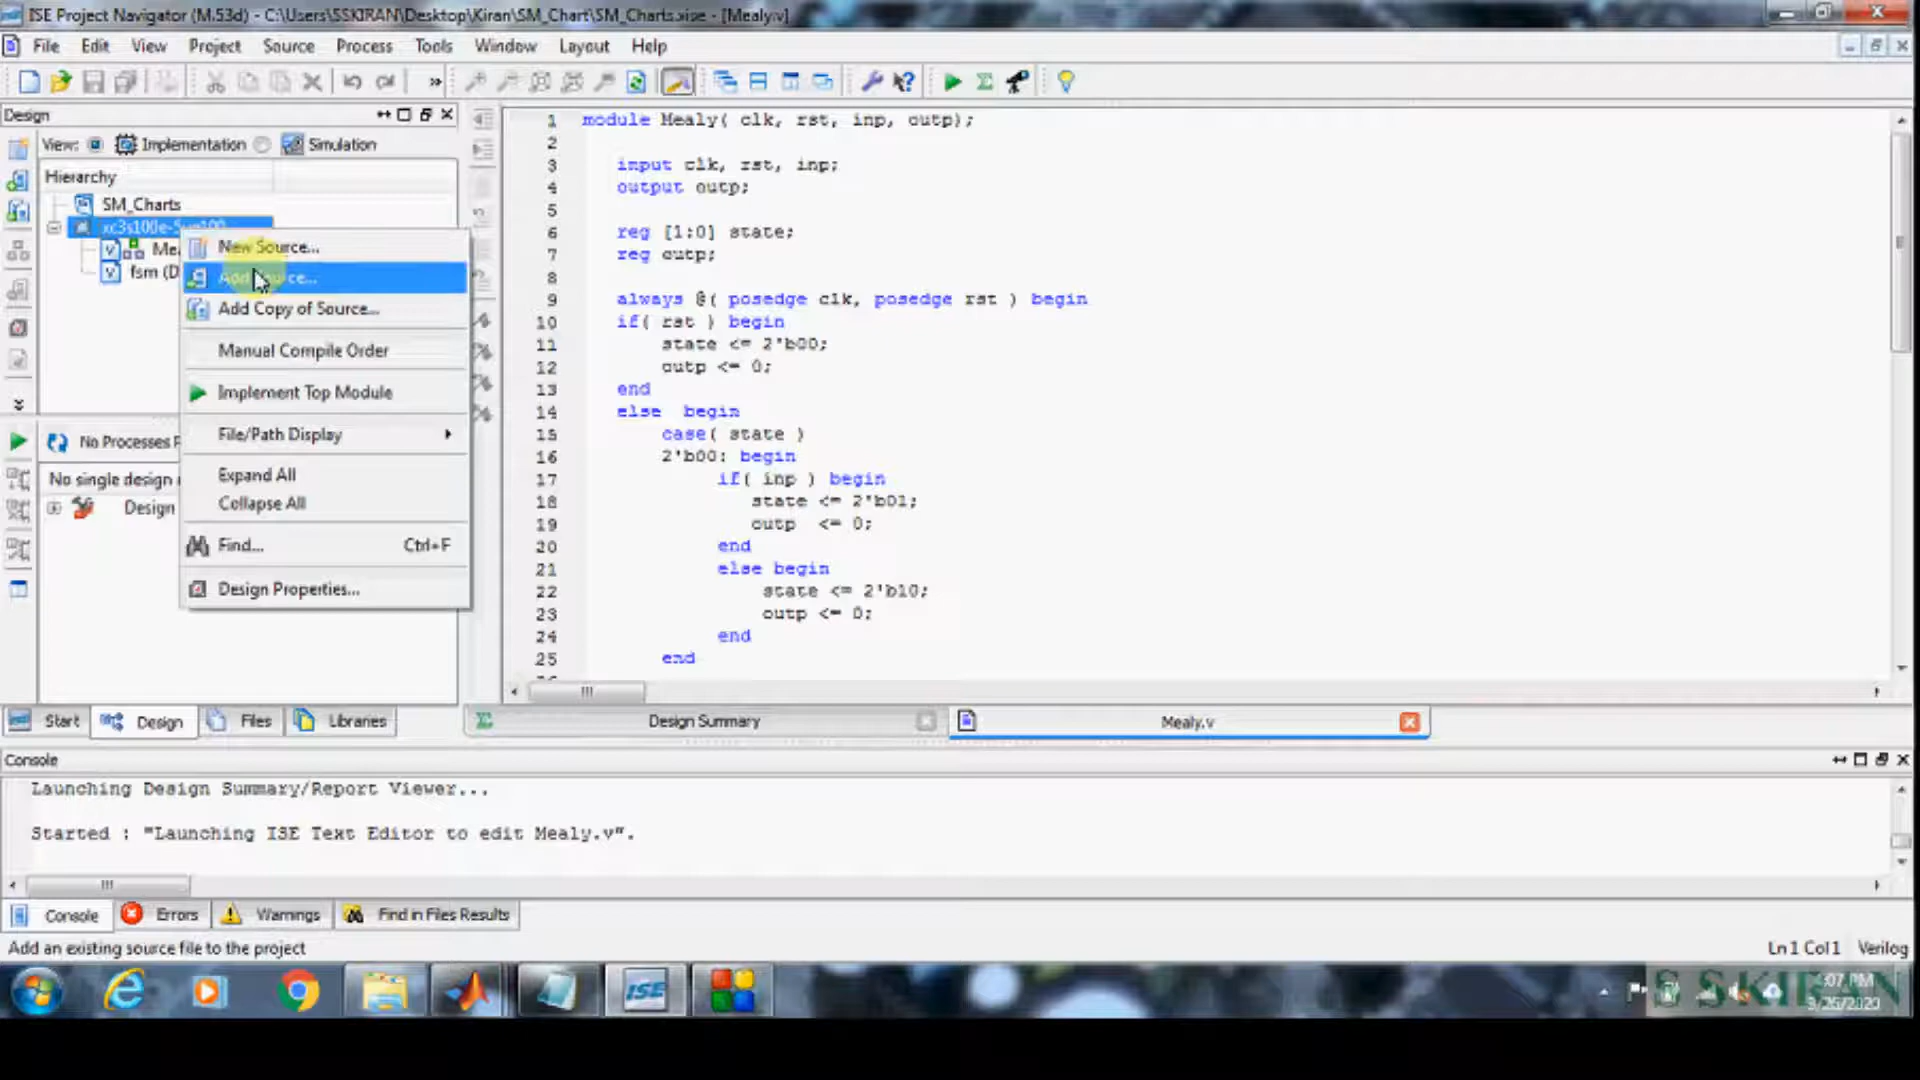 ISE Project Navigator (M.53d) - C:\Users\SSKIRAN\Desktop\Kiran\SM_Chart\SM_Charts.xise - [Mealy.v]
File Edit View Project Source Process Tools Window Layout Help
Design
View: Implementation Simulation
Hierarchy
SM_Charts
New Source...
Add Source...
Add Copy of Source...
Manual Compile Order
Implement Top Module
File/Path Display
Expand All
Collapse All
Find... Ctrl+F
Design Properties...
fsm (D
No Processes
No single design
Design
1 module Mealy( clk, rst, inp, outp);
2
3 input clk, rst, inp;
4 output outp;
5
6 reg [1:0] state;
7 reg outp;
8
9 always @( posedge clk, posedge rst ) begin
10 if( rst ) begin
11 state <= 2'b00;
12 outp <= 0;
13 end
14 else begin
15 case( state )
16 2'b00: begin
17 if( inp ) begin
18 state <= 2'b01;
19 outp <= 0;
20 end
21 else begin
22 state <= 2'b10;
23 outp <= 0;
24 end
25 end
Start Design Files Libraries
Design Summary Mealy.v
Console
Launching Design Summary/Report Viewer...
Started : "Launching ISE Text Editor to edit Mealy.v".
Console Errors Warnings Find in Files Results
Add an existing source file to the project
Ln 1 Col 1 Verilog
ISE
S SKIRAN